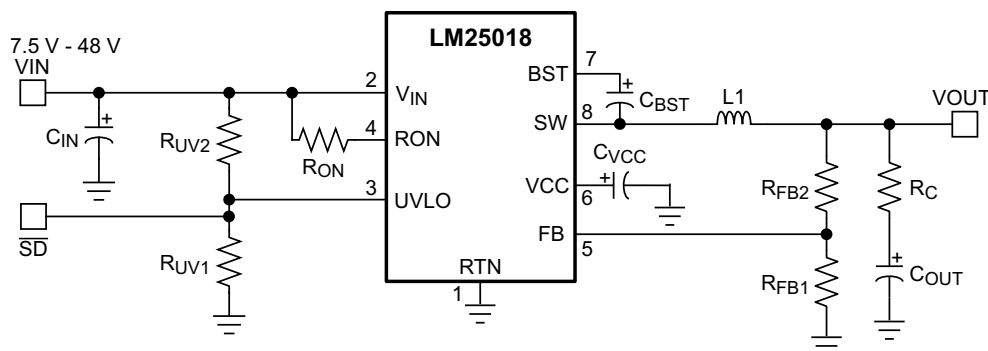 7.5 V - 48 V
VIN
LM25018
7
BST
2
VIN
CBST
8
L1
VOUT
SW
CIN
4
RON
RUV2
RON
CVCC
3
UVLO
VCC
6
RFB2
RC
SD
FB
5
RUV1
RTN
1
RFB1
COUT